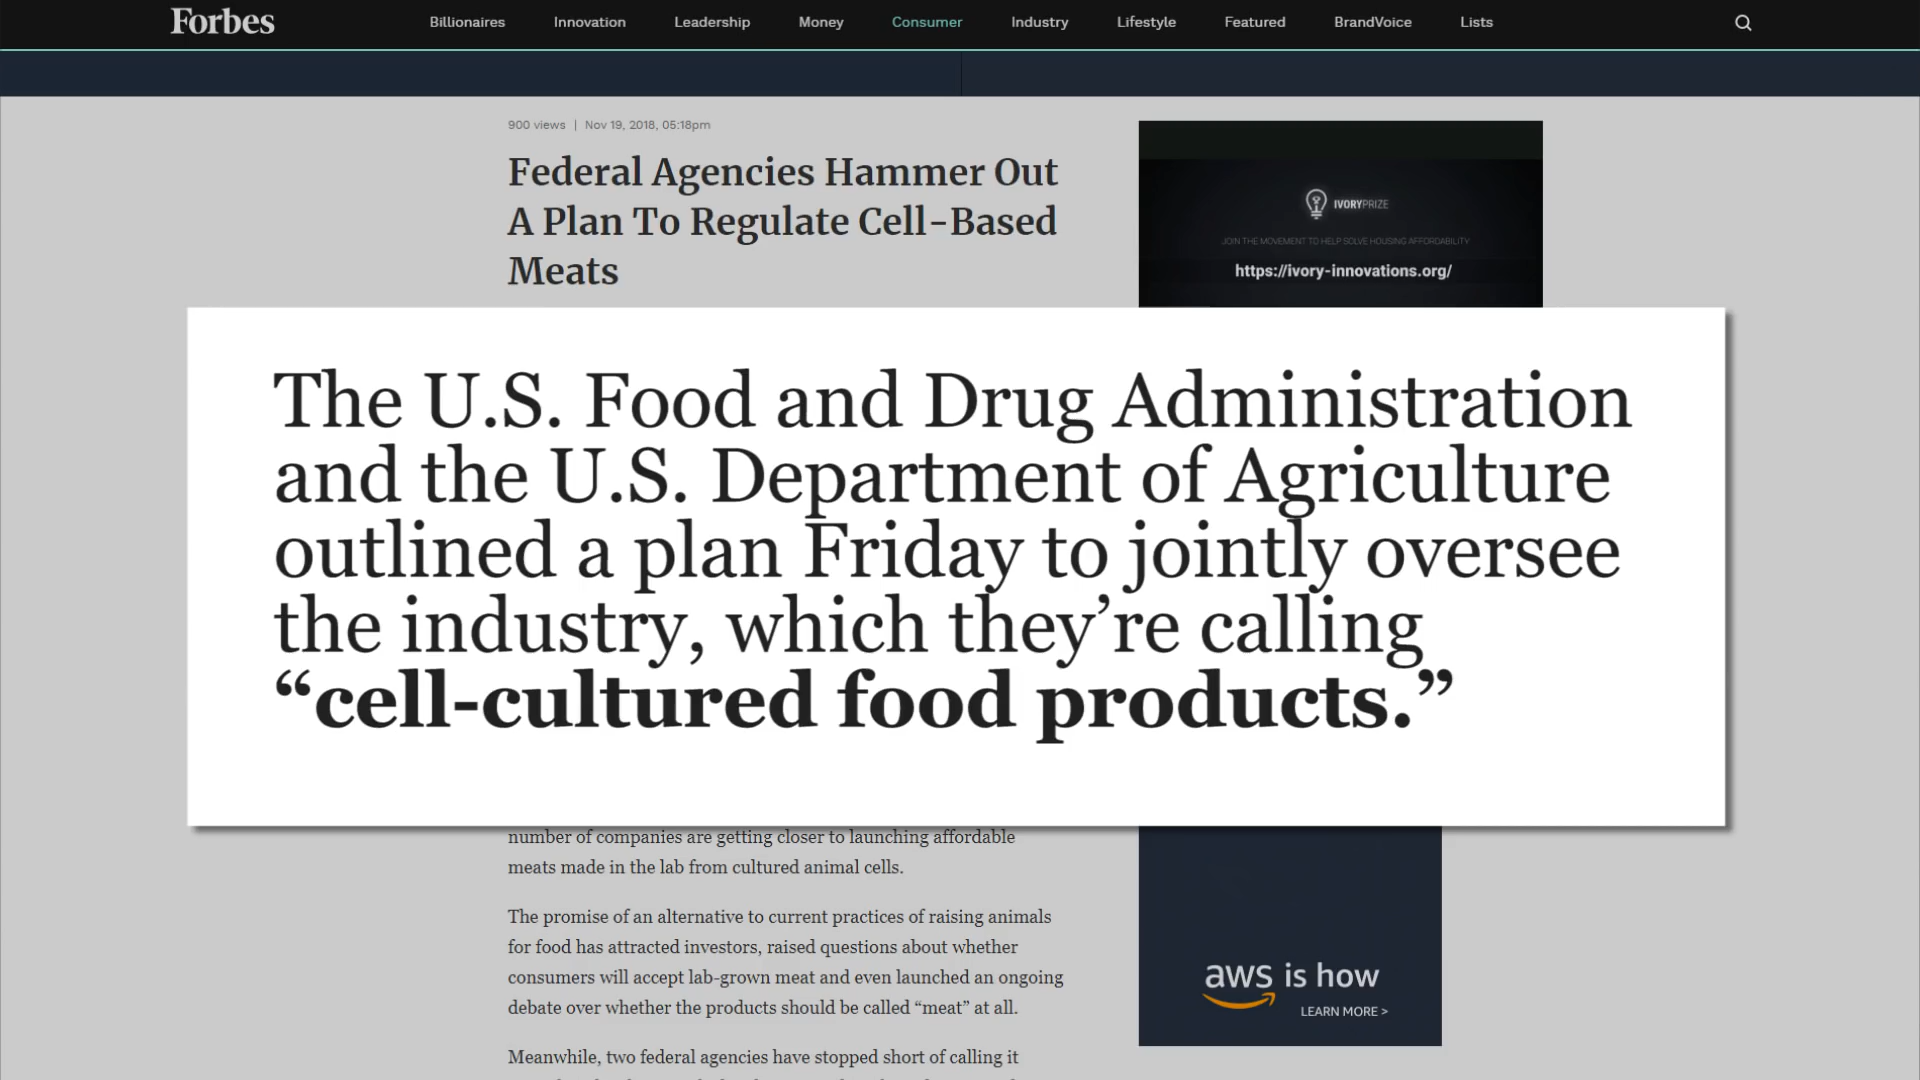 Forbes
Billionaires Innovation Leadership Money Consumer Industry Lifestyle Featured BrandVoice Lists
900 views | Nov 19, 2018, 05:18pm
Federal Agencies Hammer Out
A Plan To Regulate Cell-Based
Meats
IVORYPRIZE
JOIN THE MOVEMENT TO HELP SOLVE HOUSING AFFORDABILITY
https://ivory-innovations.org/
The U.S. Food and Drug Administration
and the U.S. Department of Agriculture
outlined a plan Friday to jointly oversee
the industry, which they’re calling
“cell-cultured food products.”
number of companies are getting closer to launching affordable
meats made in the lab from cultured animal cells.
The promise of an alternative to current practices of raising animals
for food has attracted investors, raised questions about whether
consumers will accept lab-grown meat and even launched an ongoing
debate over whether the products should be called “meat” at all.
Meanwhile, two federal agencies have stopped short of calling it
aws is how
LEARN MORE >